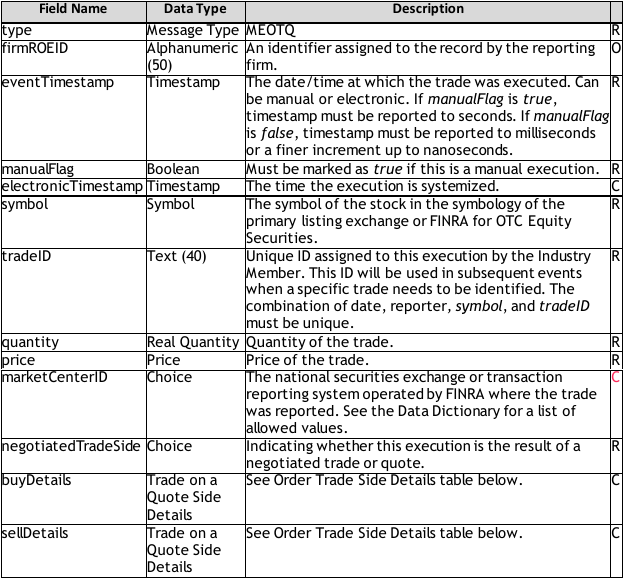 Field Name Data Type Description
type Message Type MEOTQ R
firmROEID Alphanumeric An identifier assigned to the record by the reporting O
(50) firm.
eventTimestamp Timestamp The date/time at which the trade was executed. Can R
be manual or electronic. If manualFlag is true,
timestamp must be reported to seconds. If manualFlag
is false, timestamp must be reported to milliseconds
or a finer increment up to nanoseconds.
manualFlag Boolean Must be marked as true if this is a manual execution. R
electronicTimestamp Timestamp The time the execution is systemized. C
symbol Symbol The symbol of the stock in the symbology of the R
primary listing exchange or FINRA for OTC Equity
Securities.
tradeID Text (40) Unique ID assigned to this execution by the Industry R
Member. This ID will be used in subsequent events
when a specific trade needs to be identified. The
combination of date, reporter, symbol, and tradeID
must be unique.
quantity Real Quantity Quantity of the trade. R
price Price Price of the trade. R
marketCenterID Choice The national securities exchange or transaction C
reporting system operated by FINRA where the trade
was reported. See the Data Dictionary for a list of
allowed values.
negotiatedTradeSide Choice Indicating whether this execution is the result of a R
negotiated trade or quote.
buyDetails Trade on a See Order Trade Side Details table below. C
Quote Side
Details
sellDetails Trade on a See Order Trade Side Details table below. C
Quote Side
Details